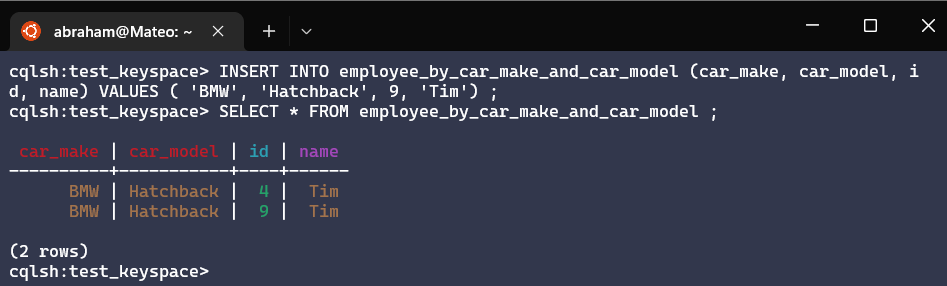 abraham@Mateo: ~
cqlsh:test_keyspace> INSERT INTO employee_by_car_make_and_car_model (car_make, car_model, i
d, name) VALUES ( 'BMW', 'Hatchback', 9, 'Tim') ;
cqlsh:test_keyspace> SELECT * FROM employee_by_car_make_and_car_model ;
 car_make | car_model | id | name
----------+-----------+----+------
      BMW | Hatchback |  4 |  Tim
      BMW | Hatchback |  9 |  Tim
(2 rows)
cqlsh:test_keyspace>